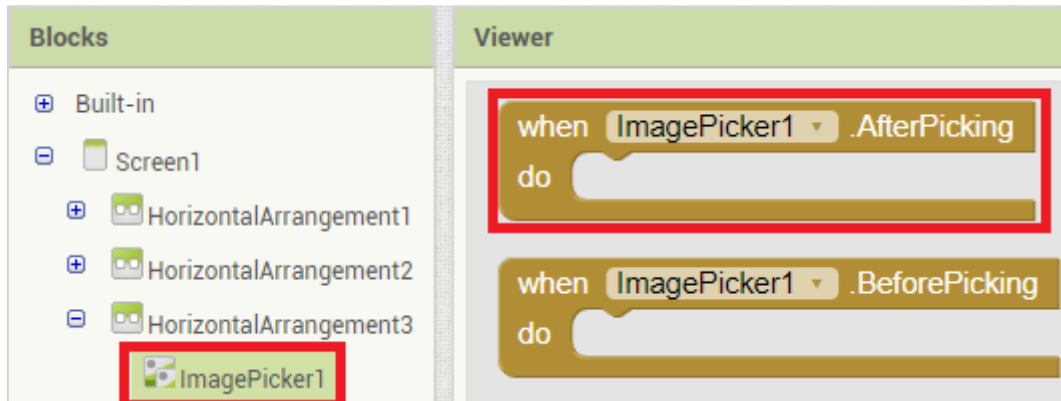 Blocks
Built-in
Screen1
HorizontalArrangement1
HorizontalArrangement2
HorizontalArrangement3
ImagePicker1
Viewer
when ImagePicker1 .AfterPicking
do
when ImagePicker1 .BeforePicking
do